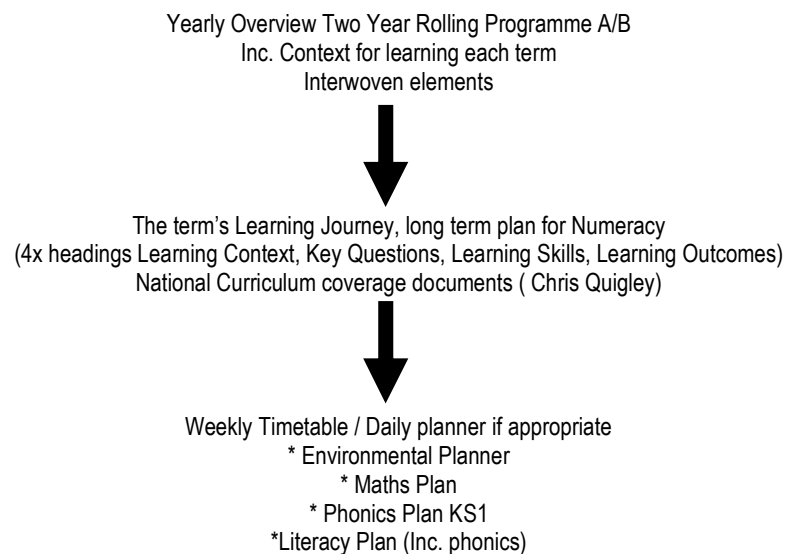 Yearly Overview Two Year Rolling Programme A/B
Inc. Context for learning each term
Interwoven elements
The term's Learning Journey, long term plan for Numeracy
(4x headings Learning Context, Key Questions, Learning Skills, Learning Outcomes)
National Curriculum coverage documents ( Chris Quigley)
Weekly Timetable / Daily planner if appropriate
* Environmental Planner
* Maths Plan
* Phonics Plan KS1
*Literacy Plan (Inc. phonics)